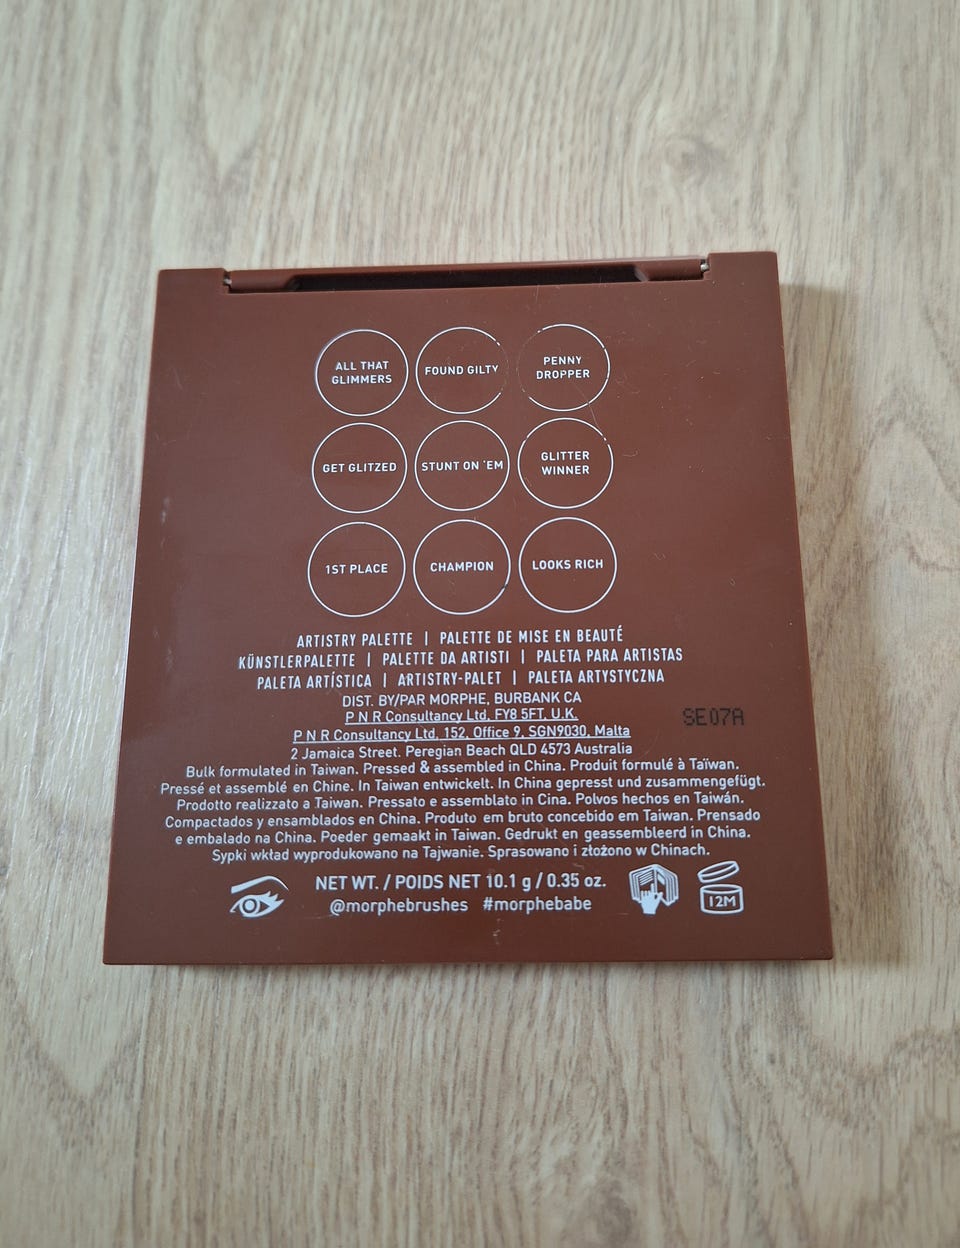 ALL THAT
GLIMMERS
FOUND GILTY
PENNY
DROPPER
GET GLITZED
STUNT ON 'EM
GLITTER
WINNER
1ST PLACE
CHAMPION
LOOKS RICH
ARTISTRY PALETTE | PALETTE DE MISE EN BEAUTÉ
KÜNSTLERPALETTE | PALETTE DA ARTISTI | PALETA PARA ARTISTAS
PALETA ARTÍSTICA | ARTISTRY-PALET | PALETA ARTYSTYCZNA
DIST. BY/PAR MORPHE, BURBANK CA
P N R Consultancy Ltd, FY8 5FT, U.K.
SE07A
P N R Consultancy Ltd, 152, Office 9, SGN9030, Malta
2 Jamaica Street. Peregian Beach QLD 4573 Australia
Bulk formulated in Taiwan. Pressed & assembled in China. Produit formulé à Taïwan.
Pressé et assemblé en Chine. In Taiwan entwickelt. In China gepresst und zusammengefügt.
Prodotto realizzato a Taiwan. Pressato e assemblato in Cina. Polvos hechos en Taiwán.
Compactados y ensamblados en China. Produto em bruto concebido em Taiwan. Prensado
e embalado na China. Poeder gemaakt in Taiwan. Gedrukt en geassembleerd in China.
Sypki wkład wyprodukowano na Tajwanie. Sprasowano i złożono w Chinach.
NET WT. / POIDS NET 10.1 g / 0.35 oz.
@morphebrushes #morphebabe
12M